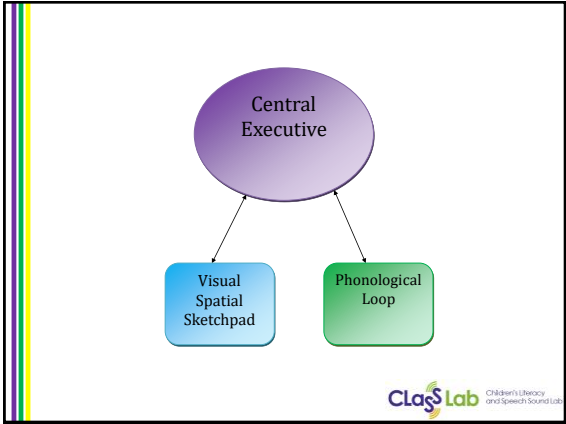 Central
Executive
Visual
Spatial
Sketchpad
Phonological
Loop
ClaSS Lab
Children's Literacy
and Speech Sound Lab